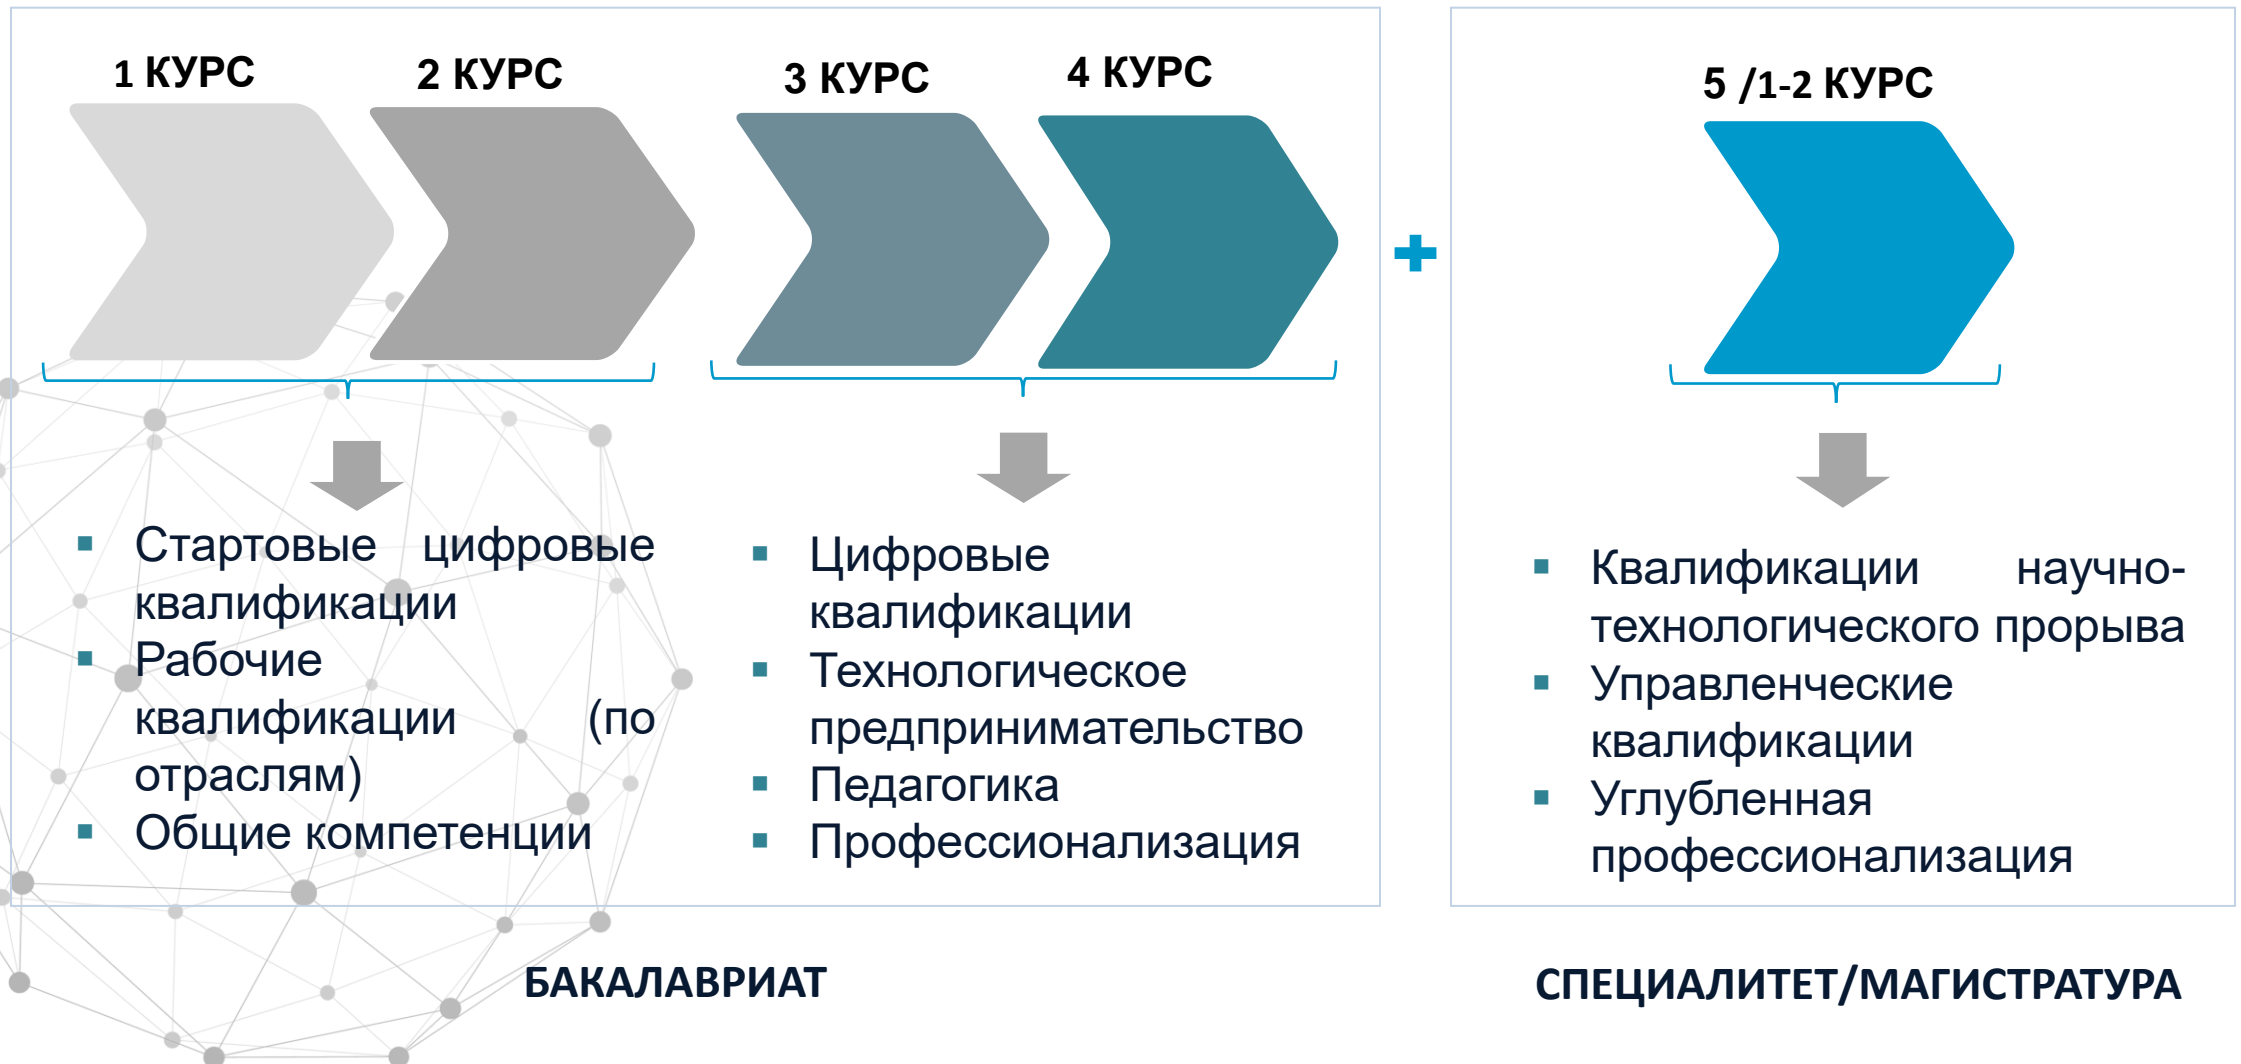 1 КУРС
2 КУРС
3 КУРС
4 КУРС
5 /1-2 КУРС
Стартовые цифровые
квалификации
Рабочие
квалификации (по
отраслям)
Общие компетенции
Цифровые
квалификации
Технологическое
предпринимательство
Педагогика
Профессионализация
Квалификации научно-
технологического прорыва
Управленческие
квалификации
Углубленная
профессионализация
БАКАЛАВРИАТ
СПЕЦИАЛИТЕТ/МАГИСТРАТУРА